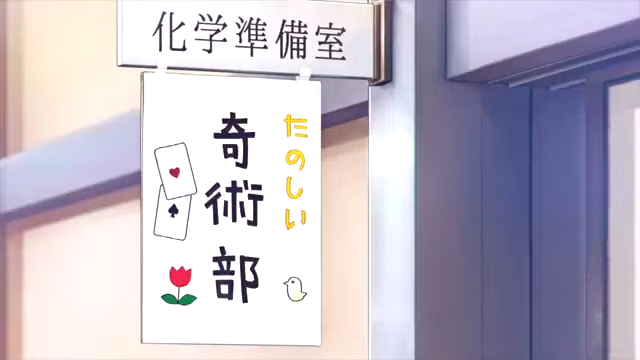 化学準備室
たのしい
奇術部